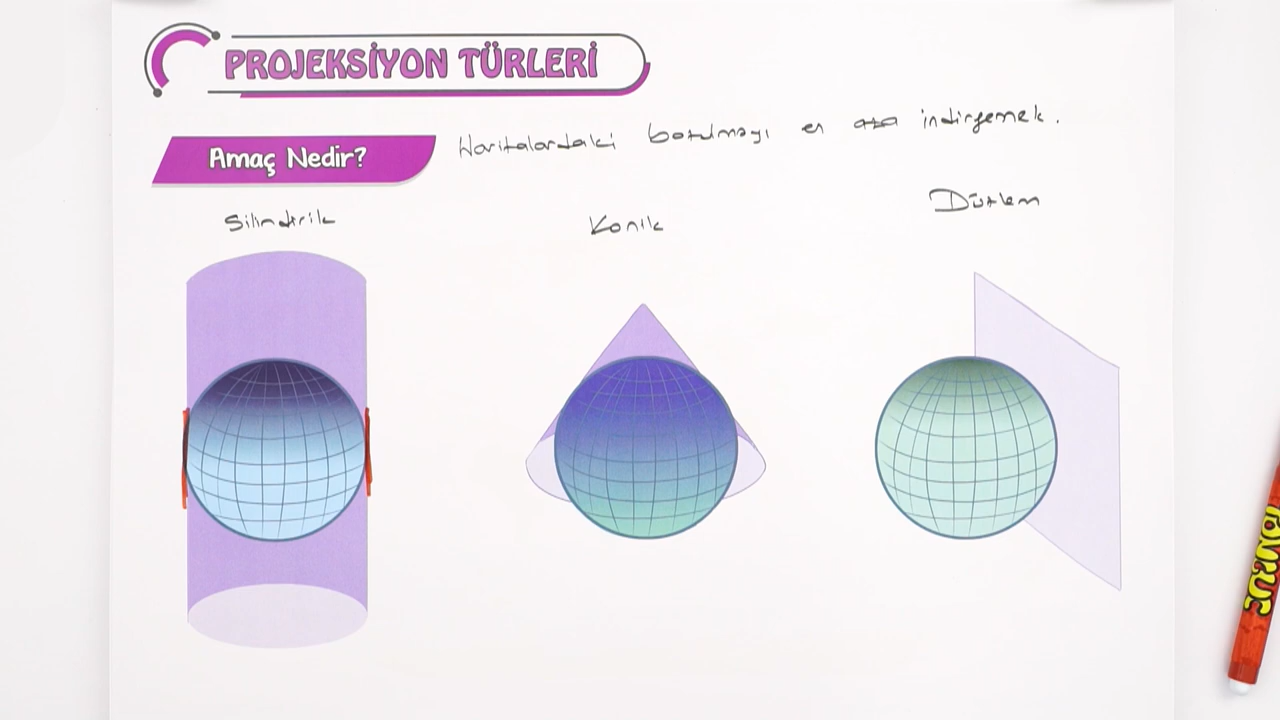 PROJEKSİYON TÜRLERİ
Amaç Nedir?
Haritalardaki bozulmayı en aza indirgemek.
Silindirik
Konik
Düzlem